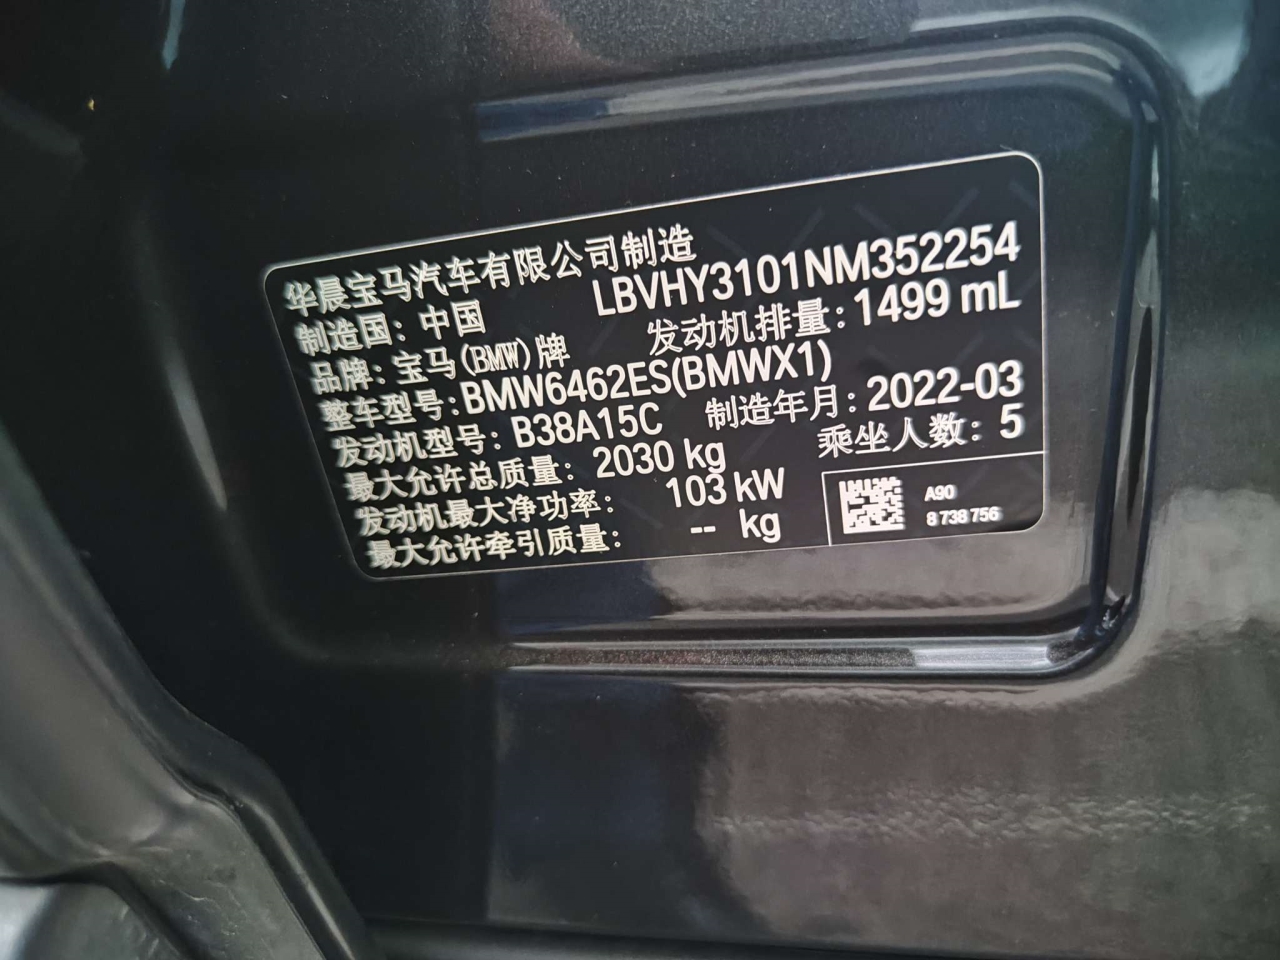 华晨宝马汽车有限公司制造
制造国：中国 LBVHY3101NM352254
品牌：宝马(BMW)牌 发动机排量：1499 mL
整车型号：BMW6462ES(BMWX1)
发动机型号：B38A15C 制造年月：2022-03
最大允许总质量：2030 kg 乘坐人数：5
发动机最大净功率：103 kW
最大允许牵引质量：-- kg
A90
8 738 756